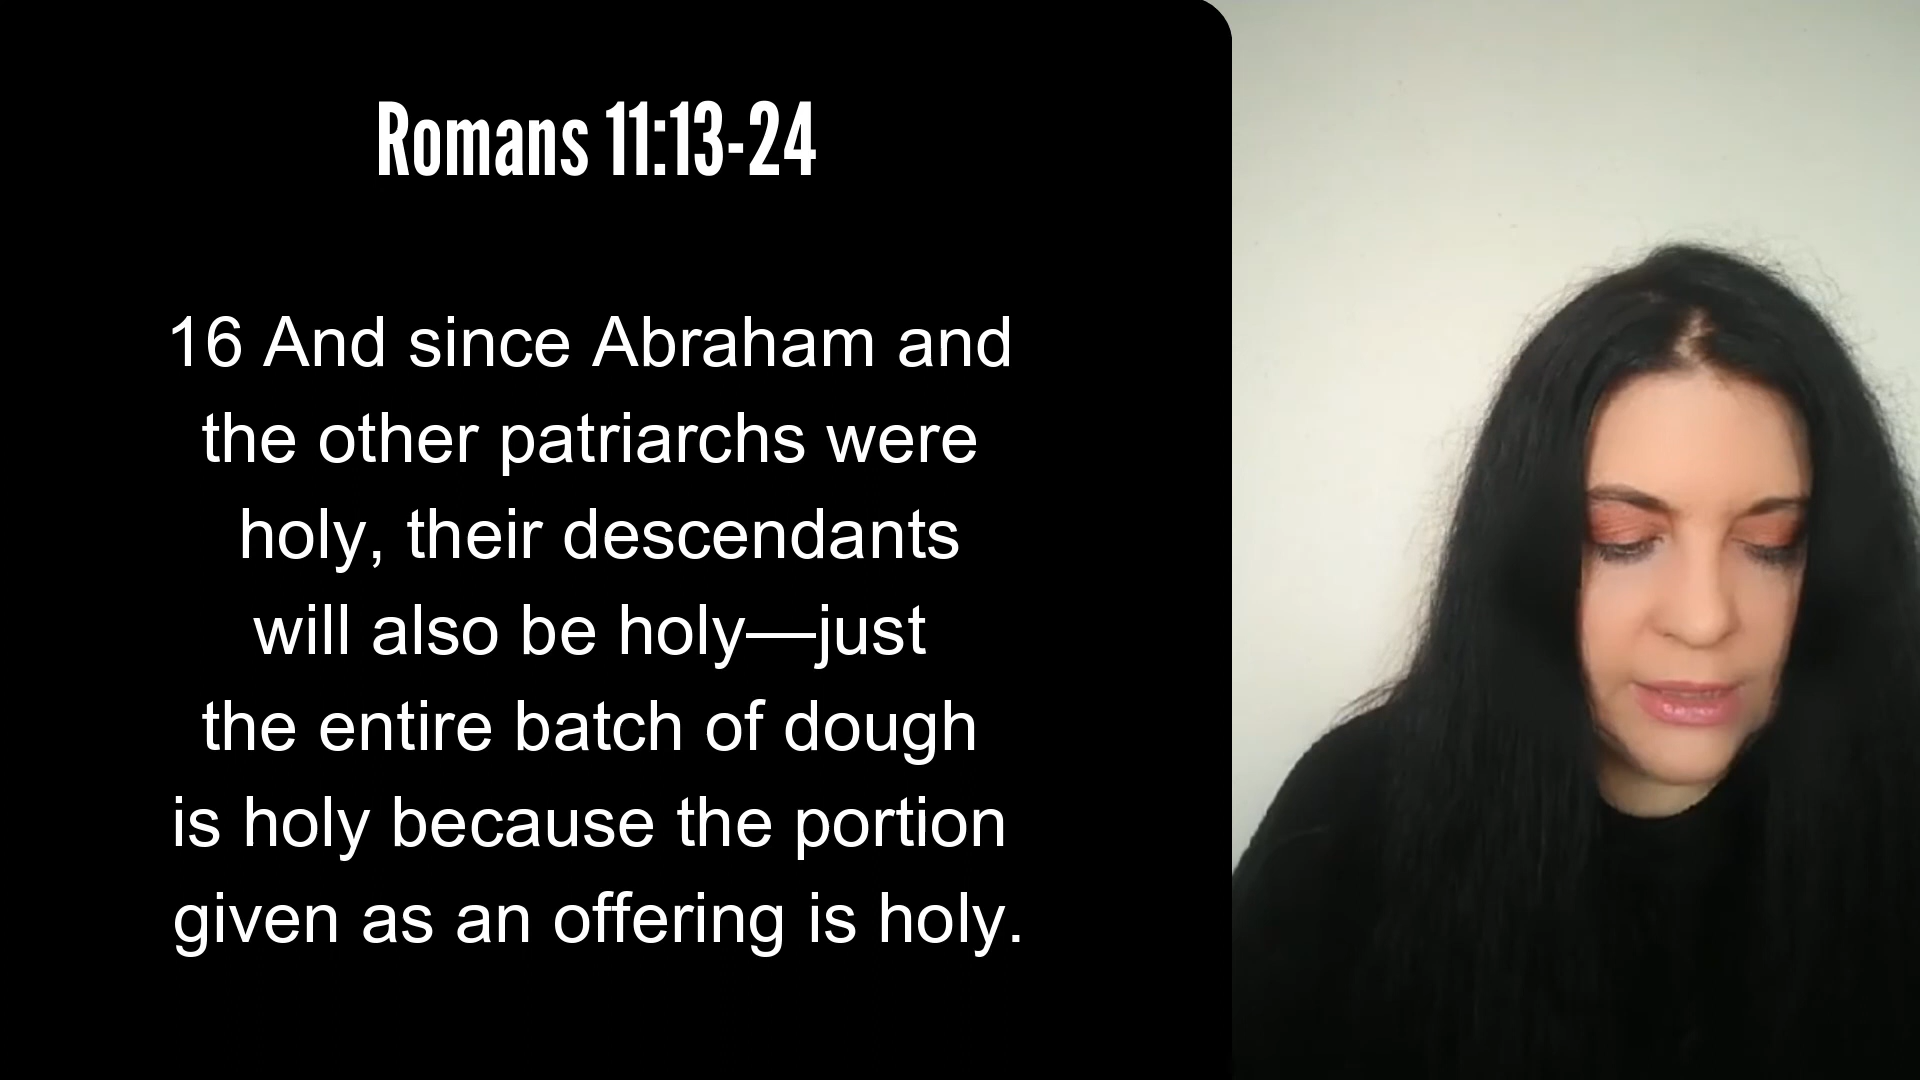 Romans 11:13-24
16 And since Abraham and
the other patriarchs were
holy, their descendants
will also be holy—just
the entire batch of dough
is holy because the portion
given as an offering is holy.